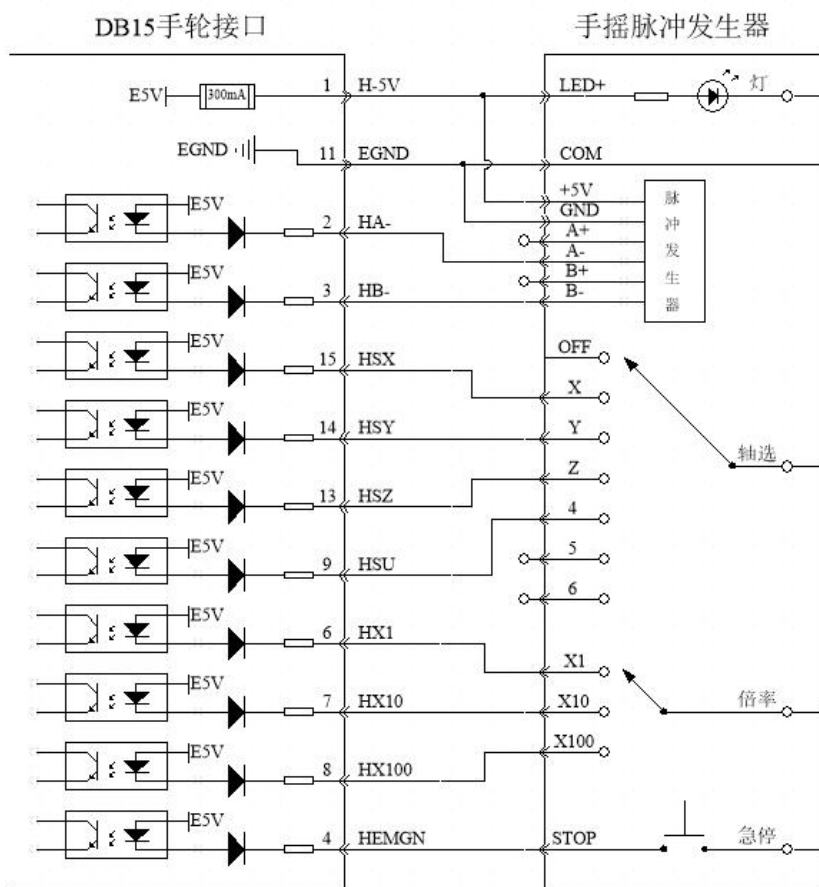 DB15手轮接口
手摇脉冲发生器
E5V 300mA 1 H-5V LED+ 灯
EGND 11 EGND COM
E5V 2 HA-
E5V 3 HB-
+5V
GND
A+
A-
B+
B-
脉冲发生器
E5V 15 HSX
E5V 14 HSY
E5V 13 HSZ
E5V 9 HSU
OFF
X
Y
Z
4
5
6
轴选
E5V 6 HX1 X1
E5V 7 HX10 X10 倍率
E5V 8 HX100 X100
E5V 4 HEMGN STOP 急停